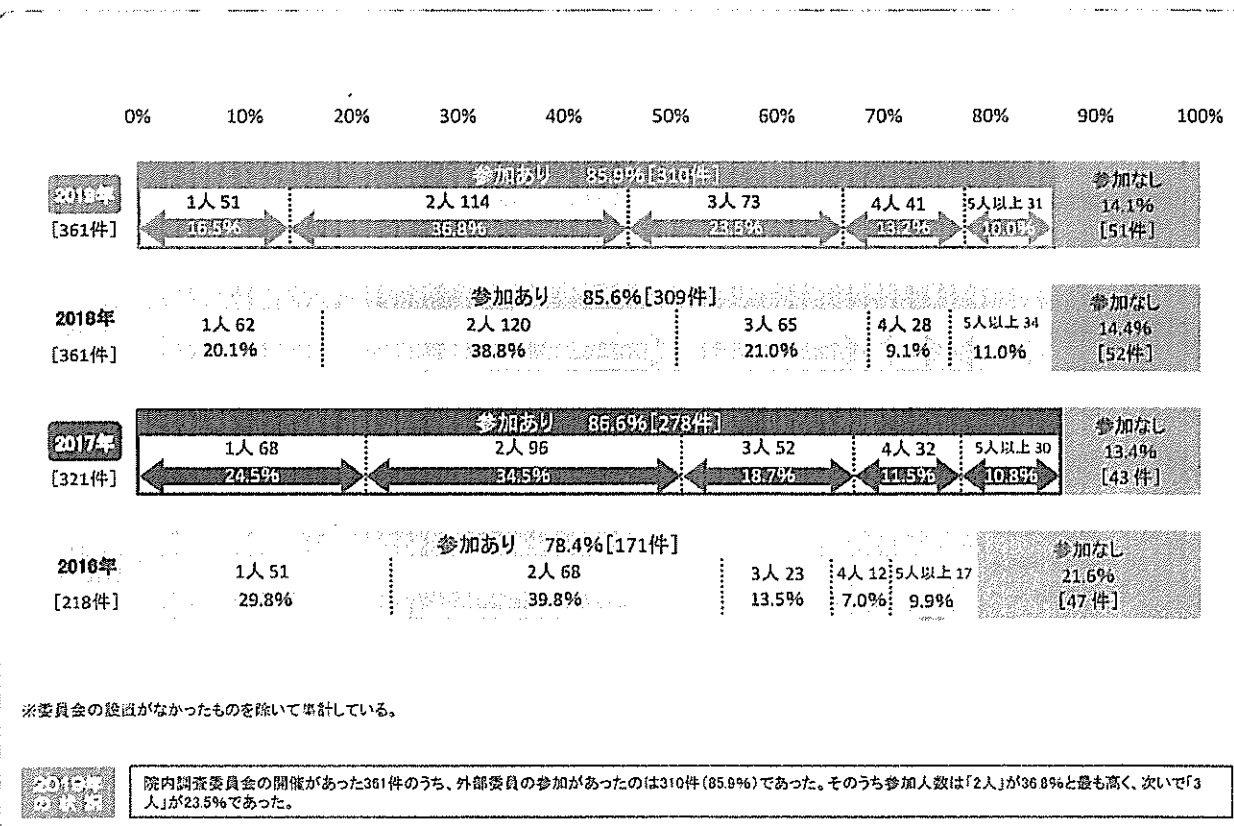 0% 10% 20% 30% 40% 50% 60% 70% 80% 90% 100%
参加あり 85.9%[310件]
参加なし
2019年
1人 51 2人 114 3人 73 4人 41 5人以上 31
14.1%
[361件]
16.5% 36.8% 23.5% 13.2% 10.0%
[51件]
参加あり 85.6%[309件]
参加なし
2018年
1人 62 2人 120 3人 65 4人 28 5人以上 34
14.4%
[361件]
20.1% 38.8% 21.0% 9.1% 11.0%
[52件]
参加あり 86.6%[278件]
参加なし
2017年
1人 68 2人 96 3人 52 4人 32 5人以上 30
13.4%
[321件]
24.5% 34.5% 18.7% 11.5% 10.8%
[43件]
参加あり 78.4%[171件]
参加なし
2016年
1人 51 2人 68 3人 23 4人 12 5人以上 17
21.6%
[218件]
29.8% 39.8% 13.5% 7.0% 9.9%
[47件]
※委員会の設置がなかったものを除いて集計している。
2019年
の状況
院内調査委員会の開催があった361件のうち、外部委員の参加があったのは310件(85.9%)であった。そのうち参加人数は「2人」が36.8%と最も高く、次いで「3
人」が23.5%であった。